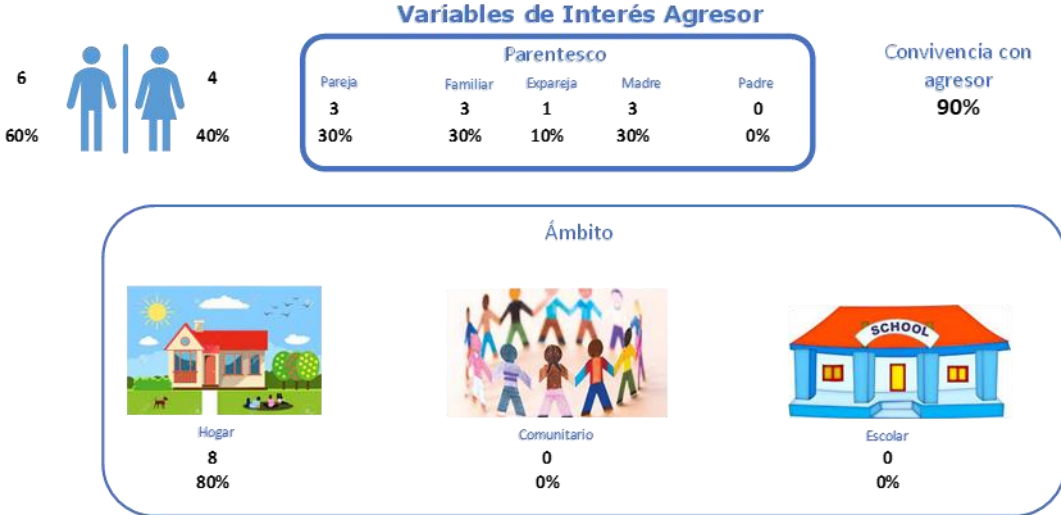 Variables de Interés Agresor
6
4
60%
40%
Parentesco
Pareja Familiar Expareja Madre Padre
3 3 1 3 0
30% 30% 10% 30% 0%
Convivencia con
agresor
90%
Ámbito
SCHOOL
Hogar Comunitario Escolar
8 0 0
80% 0% 0%